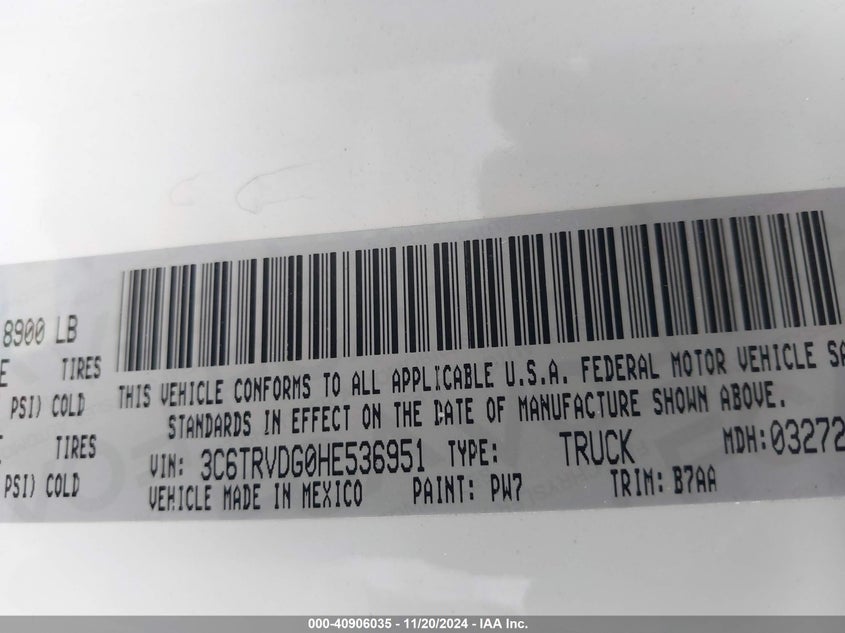 8900 LB
E TIRES
PSI) COLD
E TIRES
PSI) COLD
THIS VEHICLE CONFORMS TO ALL APPLICABLE U.S.A. FEDERAL MOTOR VEHICLE SA
STANDARDS IN EFFECT ON THE DATE OF MANUFACTURE SHOWN ABOVE.
VIN: 3C6TRVDG0HE536951 TYPE: TRUCK MDH: 03272
VEHICLE MADE IN MEXICO PAINT: PW7 TRIM: B7AA
000-40906035 - 11/20/2024 - IAA Inc.